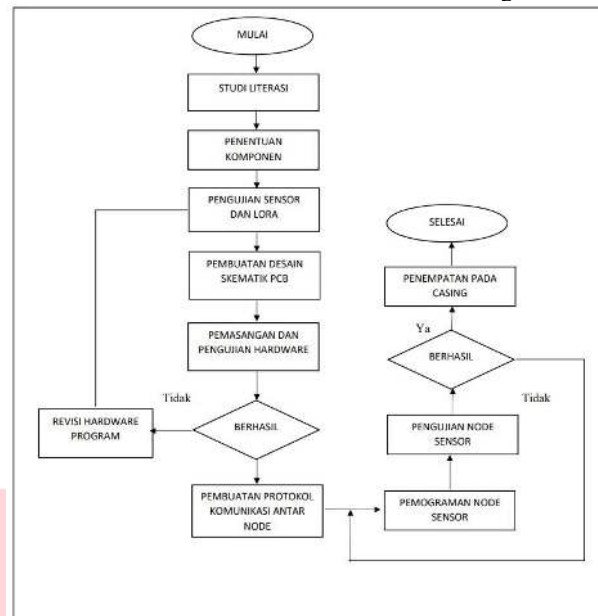 MULAI
STUDI LITERASI
PENENTUAN
KOMPONEN
PENGUJIAN SENSOR
DAN LORA
PEMBUATAN DESAIN
SKEMATIK PCB
PEMASANGAN DAN
PENGUJIAN HARDWARE
Tidak
BERHASIL
REVISI HARDWARE
PROGRAM
PEMBUATAN PROTOKOL
KOMUNIKASI ANTAR
NODE
PEMOGRAMAN NODE
SENSOR
PENGUJIAN NODE
SENSOR
Tidak
BERHASIL
Ya
PENEMPATAN PADA
CASING
SELESAI